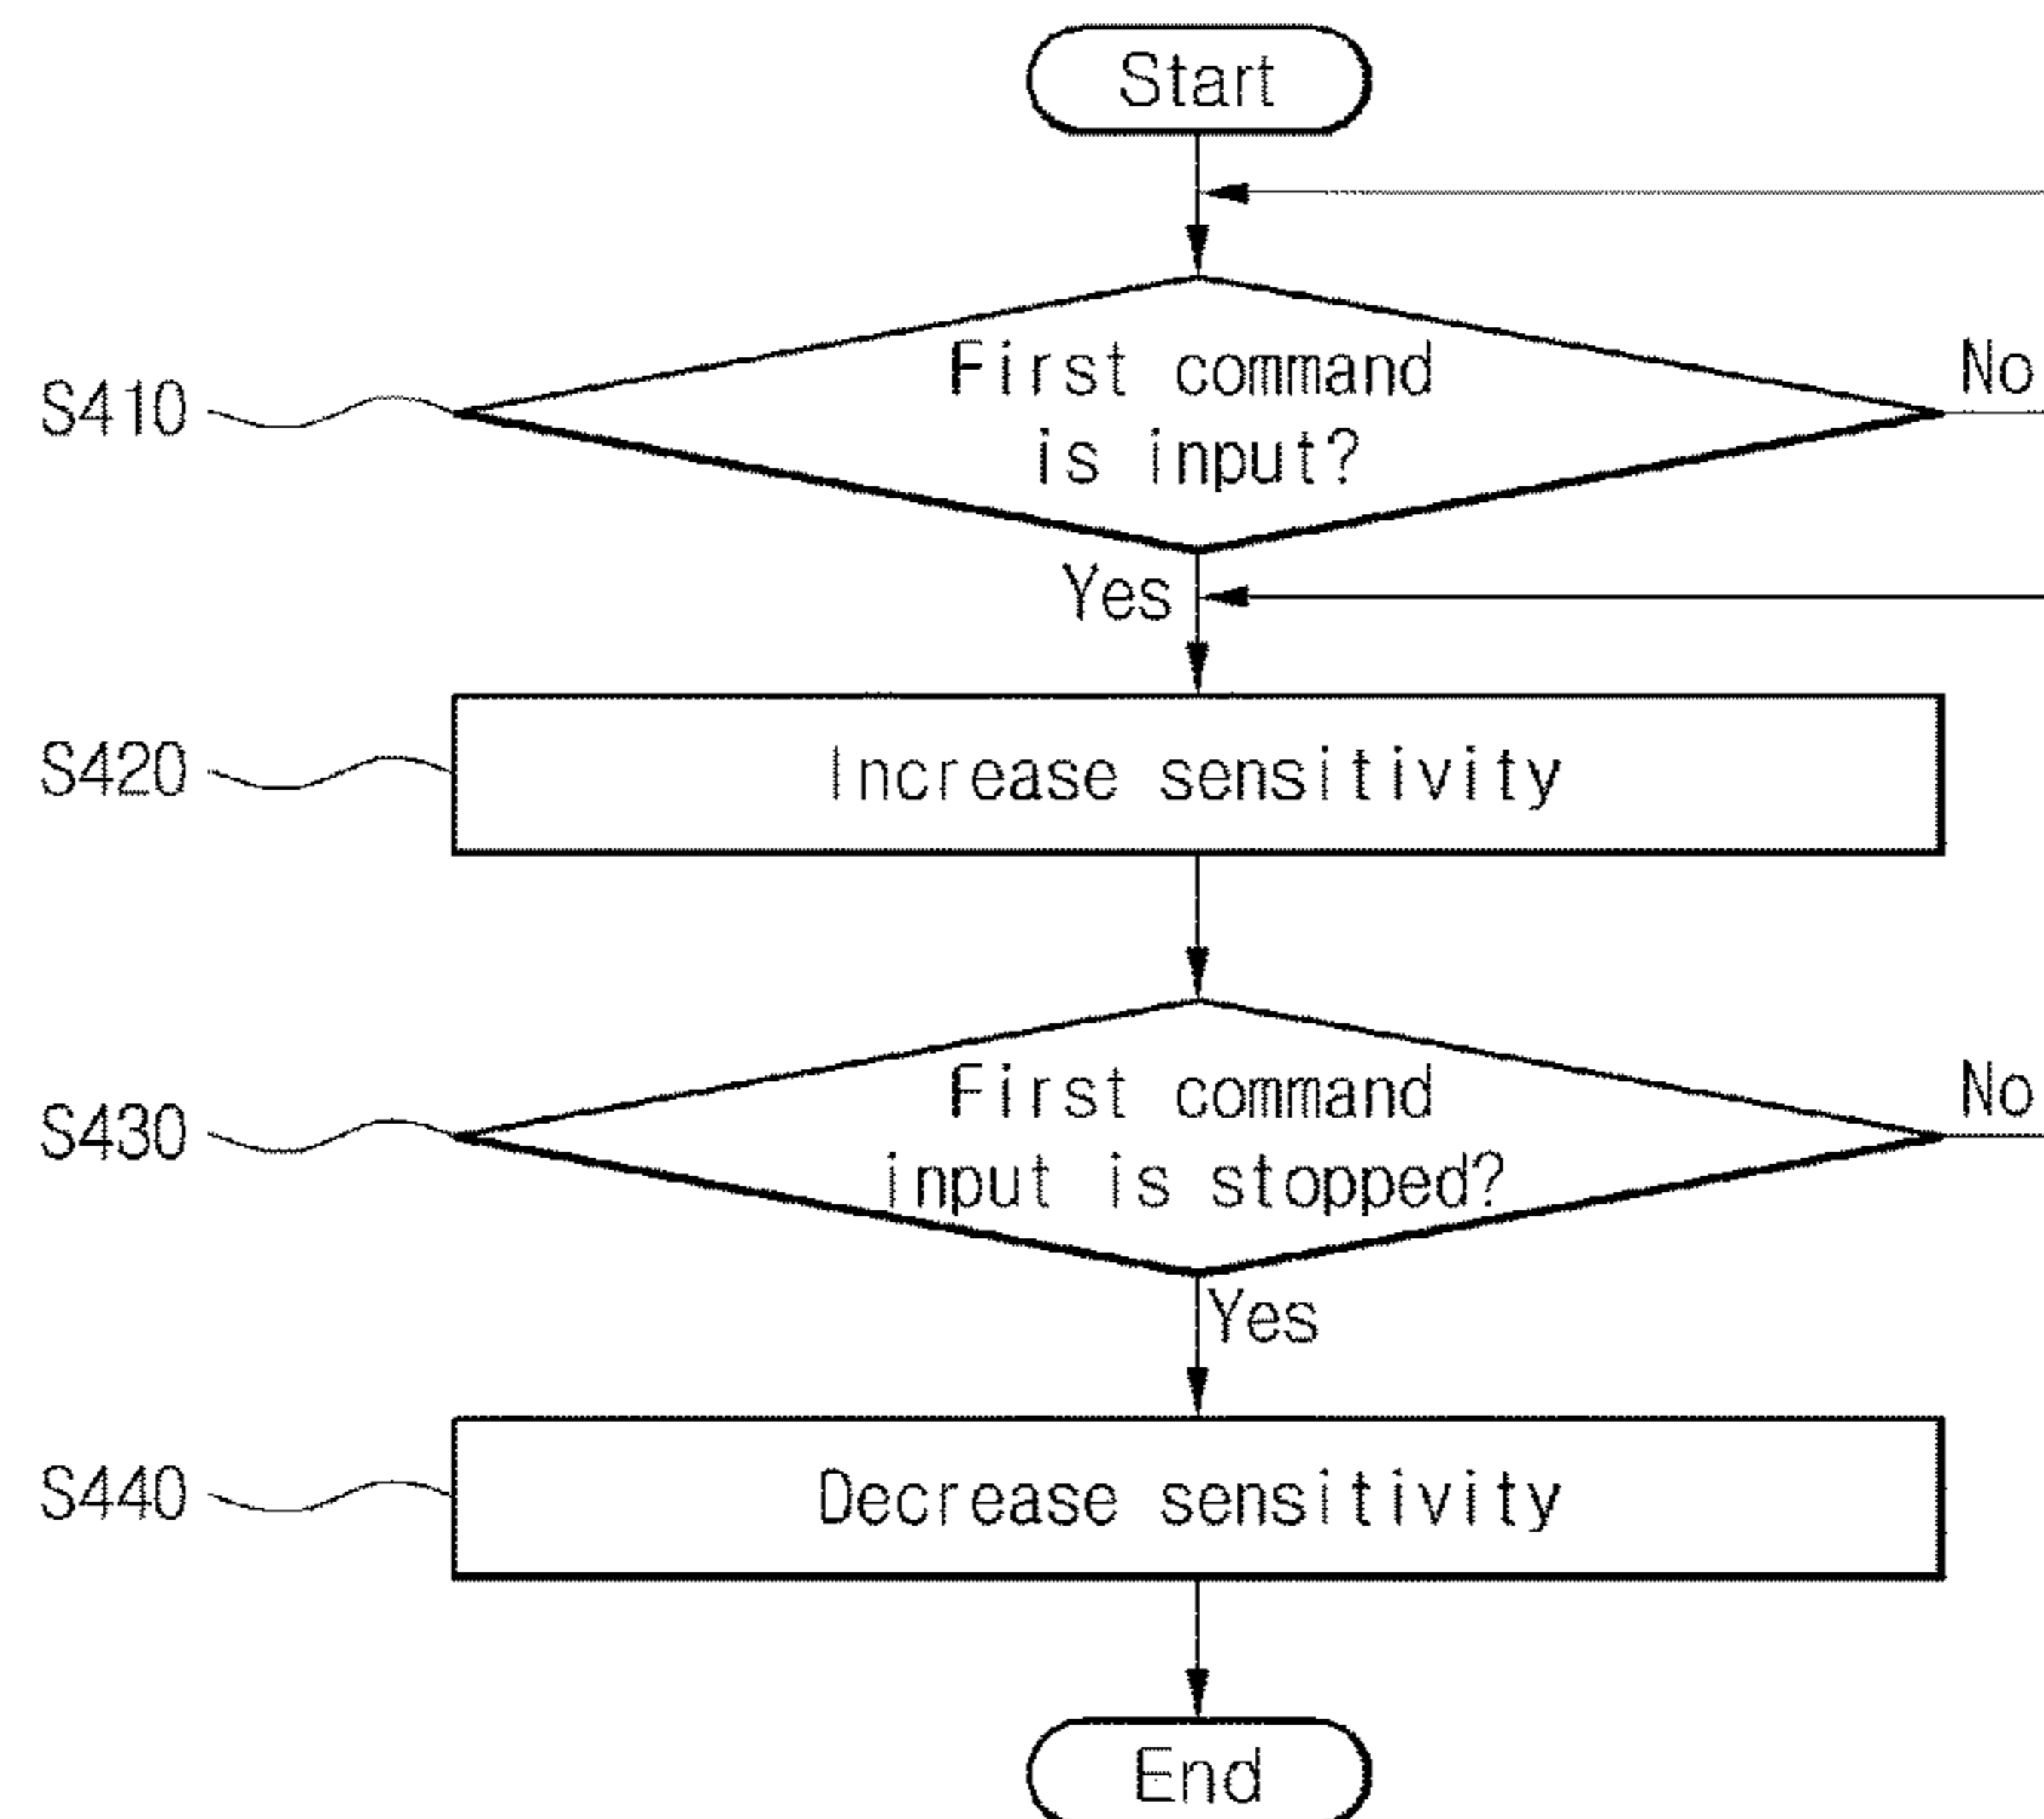 Start
First command
is input?
No
S410
Yes
S420
Increase sensitivity
First command
input is stopped?
No
S430
Yes
S440
Decrease sensitivity
End